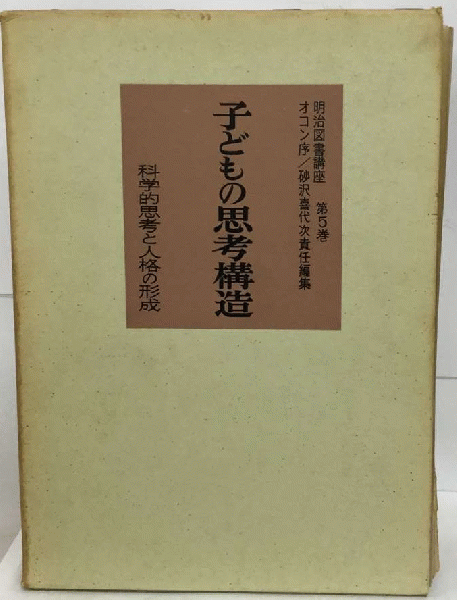 明治図書講座　第5巻
オコン序／砂沢喜代次責任編集
子どもの思考構造
科学的思考と人格の形成